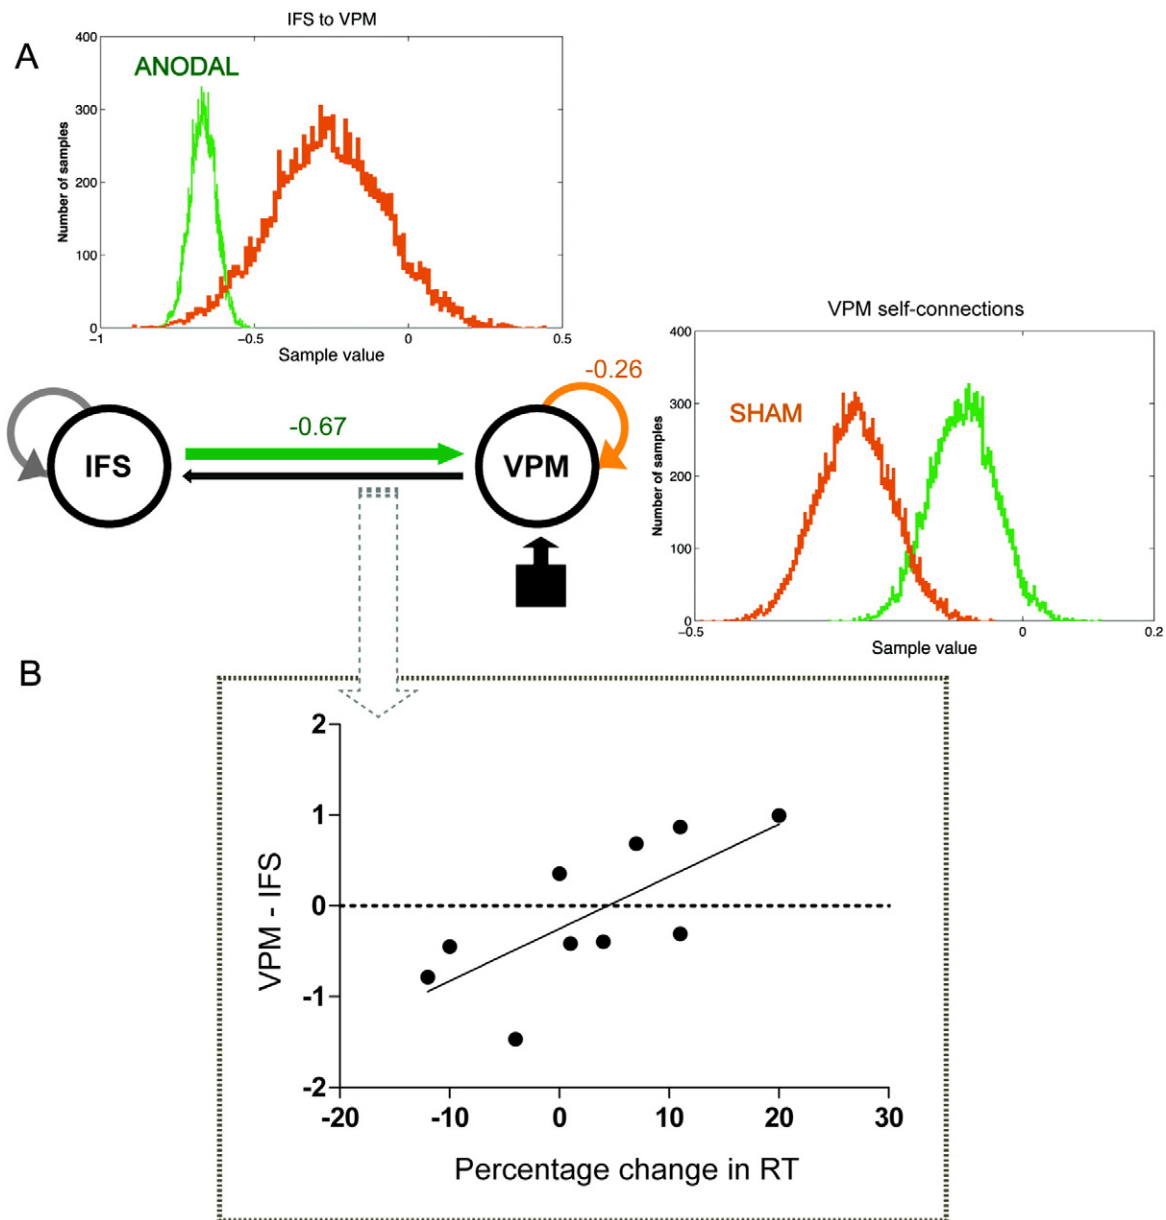 A
IFS to VPM
ANODAL
400
300
200
100
0
Number of samples
-1
-0.5
0
0.5
Sample value
VPM self-connections
SHAM
400
300
200
100
0
Number of samples
-0.5
0
0.2
Sample value
-0.26
-0.67
IFS
VPM
B
2
1
0
-1
-2
VPM - IFS
-20
-10
0
10
20
30
Percentage change in RT